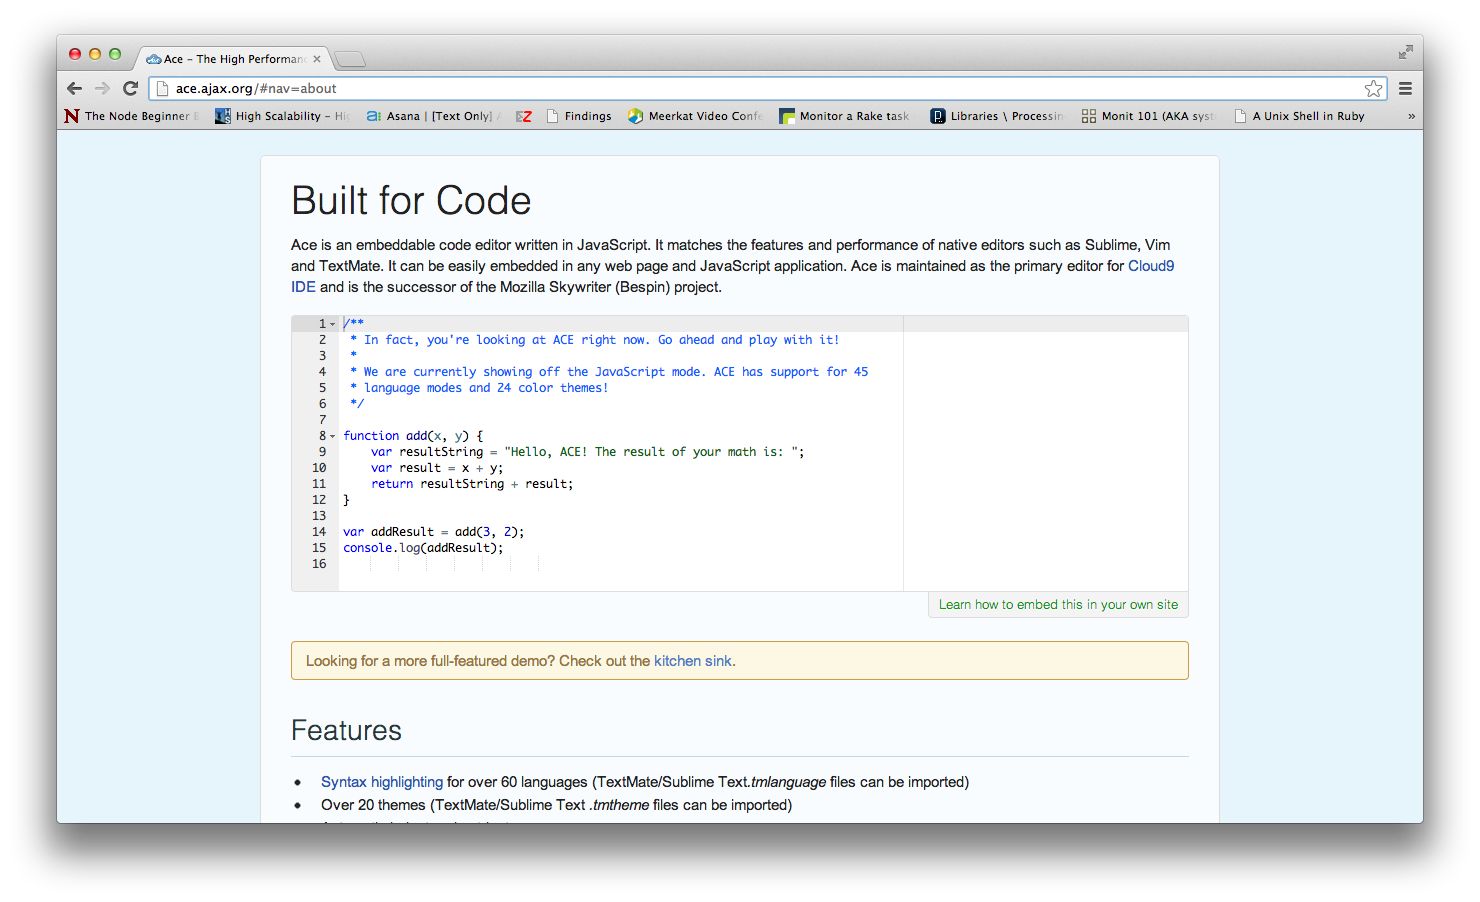 Ace – The High Performan
ace.ajax.org/#nav=about
The Node Beginner
High Scalability – Hig
Asana | [Text Only]
EZ
Findings
Meerkat Video Confe
Monitor a Rake task
Libraries \ Processin
Monit 101 (AKA syst
A Unix Shell in Ruby
»
Built for Code
Ace is an embeddable code editor written in JavaScript. It matches the features and performance of native editors such as Sublime, Vim
and TextMate. It can be easily embedded in any web page and JavaScript application. Ace is maintained as the primary editor for Cloud9
IDE and is the successor of the Mozilla Skywriter (Bespin) project.
1 /**
2 * In fact, you're looking at ACE right now. Go ahead and play with it!
3 *
4 * We are currently showing off the JavaScript mode. ACE has support for 45
5 * language modes and 24 color themes!
6 */
7
8 function add(x, y) {
9 var resultString = "Hello, ACE! The result of your math is: ";
10 var result = x + y;
11 return resultString + result;
12 }
13
14 var addResult = add(3, 2);
15 console.log(addResult);
16
Learn how to embed this in your own site
Looking for a more full-featured demo? Check out the kitchen sink.
Features
• Syntax highlighting for over 60 languages (TextMate/Sublime Text.tmlanguage files can be imported)
• Over 20 themes (TextMate/Sublime Text .tmtheme files can be imported)